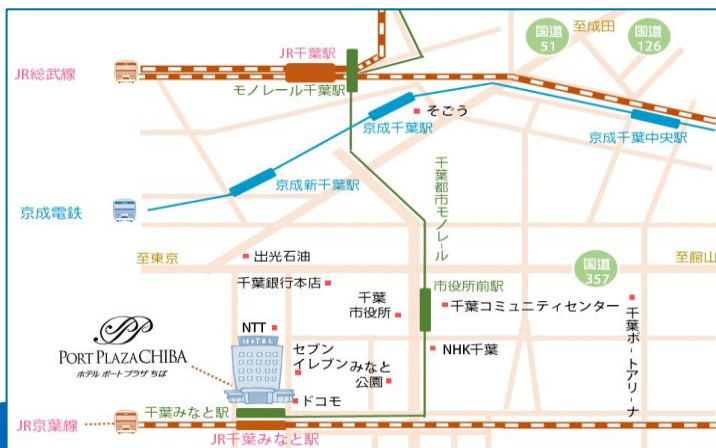 国道
51
至成田
国道
126
JR千葉駅
JR総武線
モノレール千葉駅
そごう
京成千葉駅
京成千葉中央駅
京成新千葉駅
千葉都市モノレール
京成電鉄
至東京
出光石油
国道
357
至館山
千葉銀行本店
市役所前駅
千葉
市役所
千葉コミュニティセンター
千葉ポートアリーナ
NTT
HOTEL
PORT PLAZA CHIBA
ホテル ポートプラザ ちば
セブン
イレブン
みなと
公園
NHK千葉
ドコモ
千葉みなと駅
JR京葉線
JR千葉みなと駅